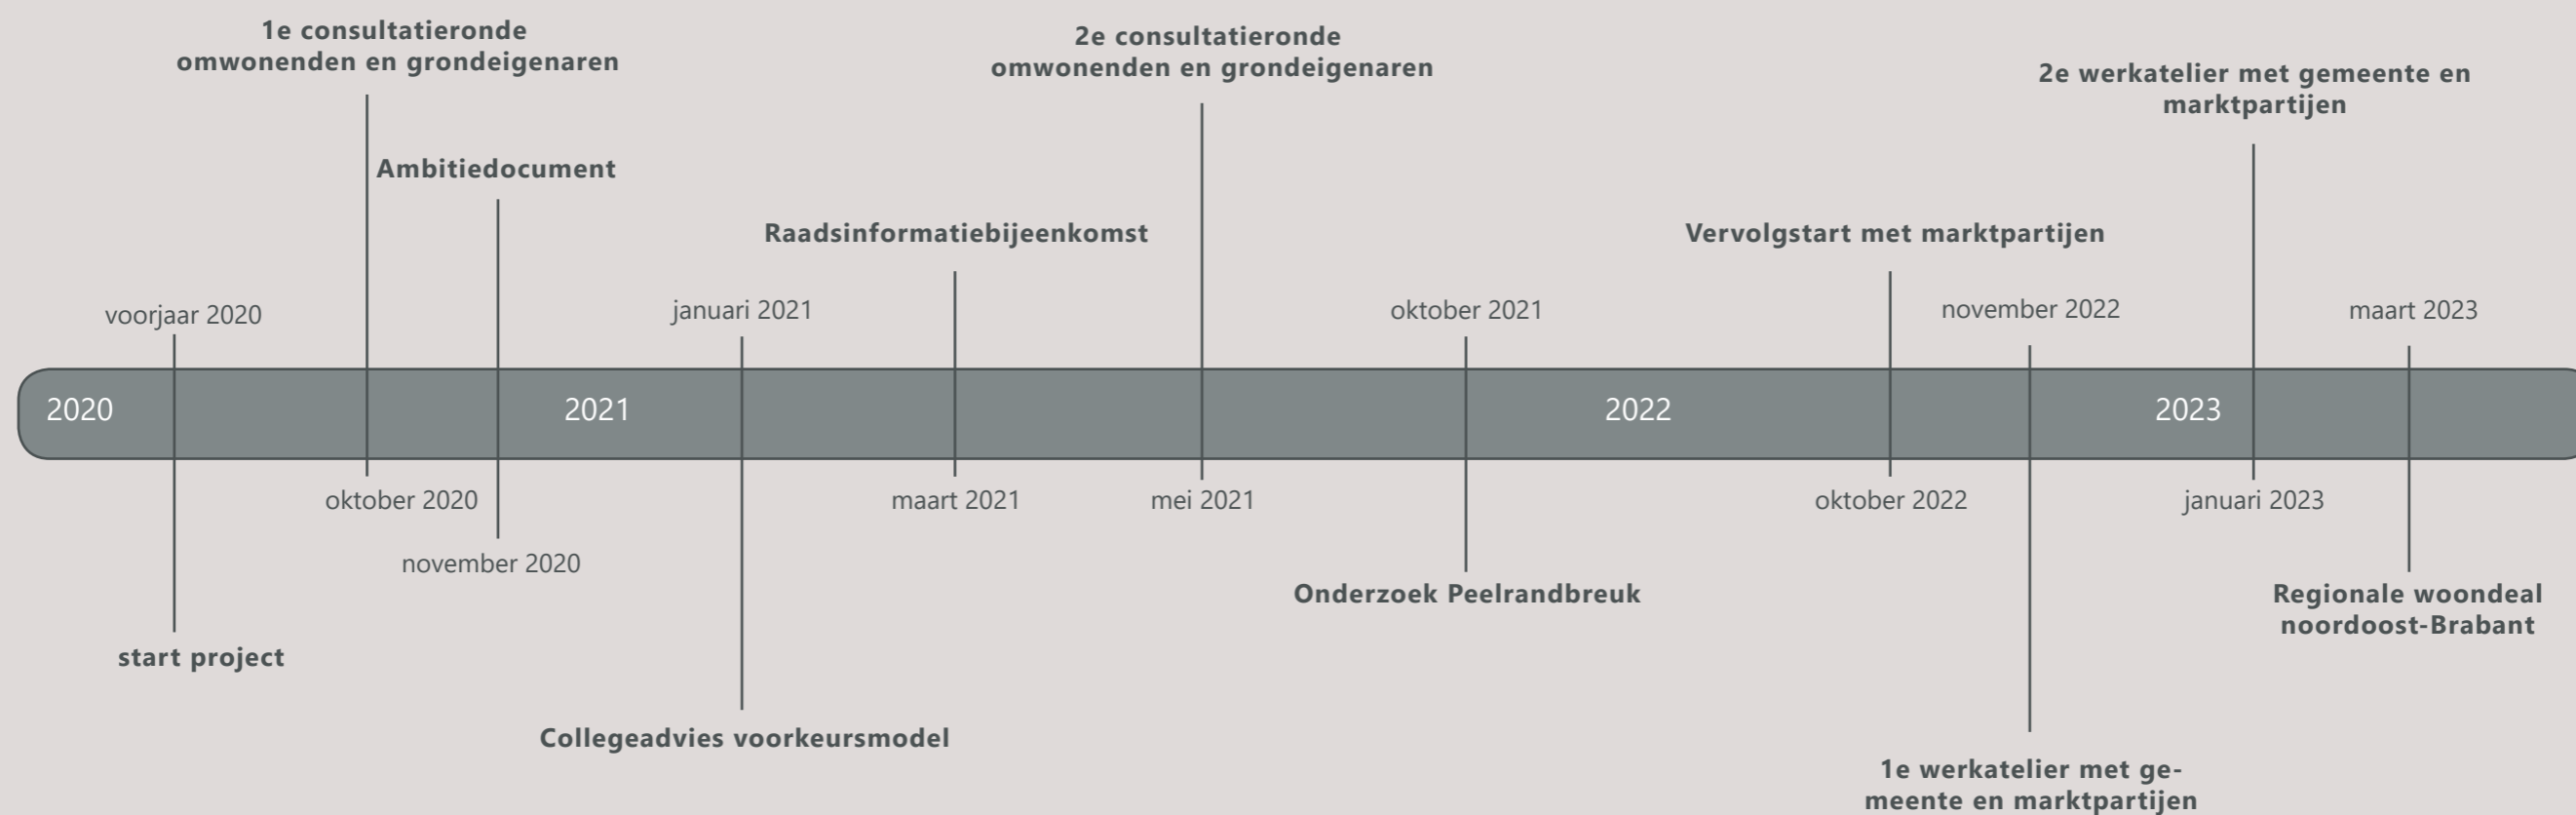 1e consultatieronde
omwonenden en grondeigenaren
2e consultatieronde
omwonenden en grondeigenaren
2e werkatelier met gemeente en
marktpartijen
Ambitiedocument
Raadsinformatiebijeenkomst
Vervolgstart met marktpartijen
voorjaar 2020
januari 2021
oktober 2021
november 2022
maart 2023
2020
2021
2022
2023
oktober 2020
maart 2021
mei 2021
oktober 2022
januari 2023
november 2020
Onderzoek Peelrandbreuk
Regionale woondeal
noordoost-Brabant
start project
Collegeadvies voorkeursmodel
1e werkatelier met ge-
meente en marktpartijen